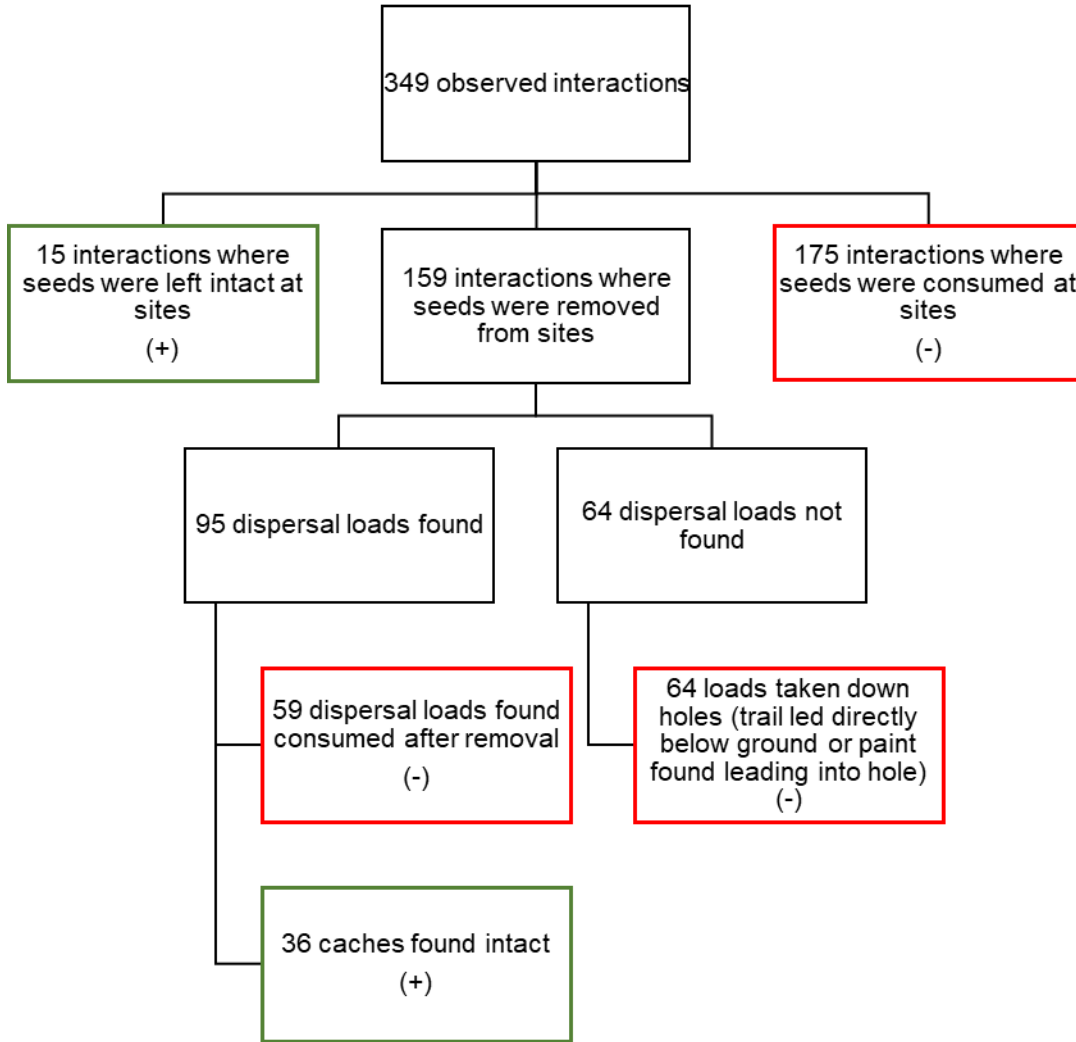 349 observed interactions
15 interactions where
seeds were left intact at
sites
(+)
159 interactions where
seeds were removed
from sites
175 interactions where
seeds were consumed at
sites
(-)
95 dispersal loads found
64 dispersal loads not
found
59 dispersal loads found
consumed after removal
(-)
64 loads taken down
holes (trail led directly
below ground or paint
found leading into hole)
(-)
36 caches found intact
(+)